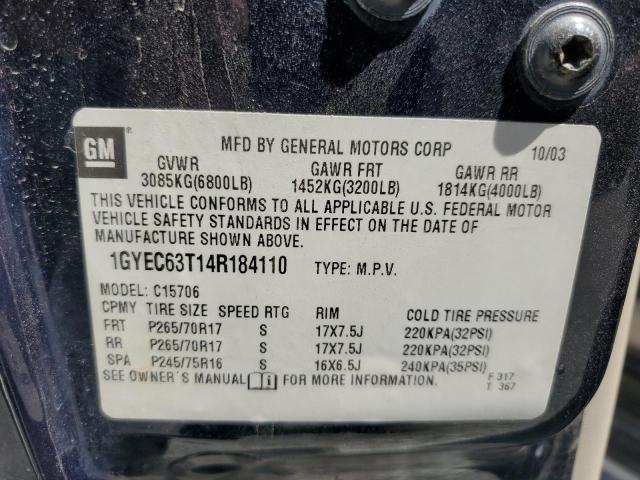 GM ®
MFD BY GENERAL MOTORS CORP 10/03
GVWR GAWR FRT GAWR RR
3085KG(6800LB) 1452KG(3200LB) 1814KG(4000LB)
THIS VEHICLE CONFORMS TO ALL APPLICABLE U.S. FEDERAL MOTOR
VEHICLE SAFETY STANDARDS IN EFFECT ON THE DATE OF
MANUFACTURE SHOWN ABOVE.
1GYEC63T14R184110 TYPE: M.P.V.
MODEL: C15706
CPMY TIRE SIZE SPEED RTG RIM COLD TIRE PRESSURE
FRT P265/70R17 S 17X7.5J 220KPA(32PSI)
RR P265/70R17 S 17X7.5J 220KPA(32PSI)
SPA P245/75R16 S 16X6.5J 240KPA(35PSI)
SEE OWNER'S MANUAL FOR MORE INFORMATION. F 317
T 367